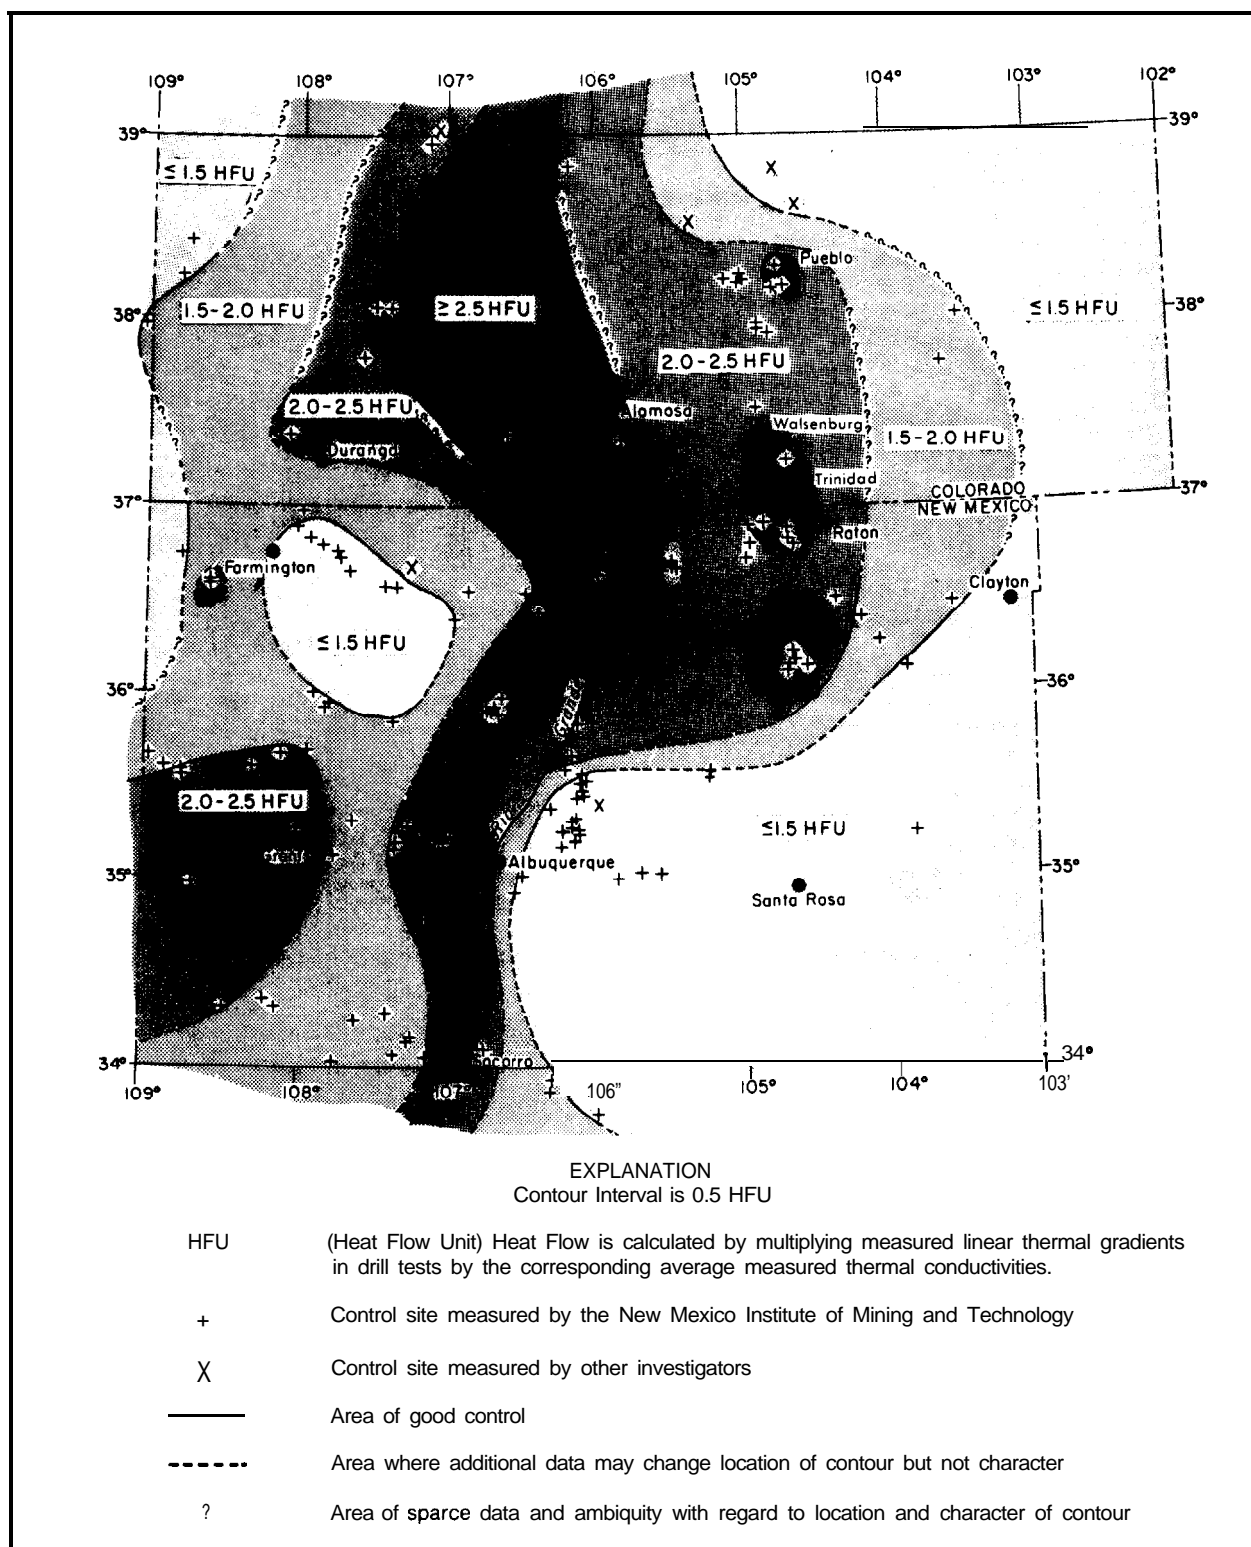 109° 108° 107° 106° 105° 104° 103° 102°
39° 39°
≤ 1.5 HFU
Pueblo
1.5-2.0 HFU ≥ 2.5 HFU ≤ 1.5 HFU
38° 38°
2.0-2.5 HFU
2.0-2.5 HFU Alamosa
Walsenburg
1.5-2.0 HFU
Durango
Trinidad
37° COLORADO 37°
NEW MEXICO
Raton
Farmington Clayton
≤ 1.5 HFU
36° 36°
Grande
2.0-2.5 HFU
Rio ≤ 1.5 HFU
Albuquerque
35° 35°
Santa Rosa
34° Socorro 34°
109° 108° 107° 106" 105° 104° 103'
EXPLANATION
Contour Interval is 0.5 HFU
HFU (Heat Flow Unit) Heat Flow is calculated by multiplying measured linear thermal gradients
in drill tests by the corresponding average measured thermal conductivities.
+ Control site measured by the New Mexico Institute of Mining and Technology
X Control site measured by other investigators
Area of good control
Area where additional data may change location of contour but not character
? Area of sparce data and ambiquity with regard to location and character of contour